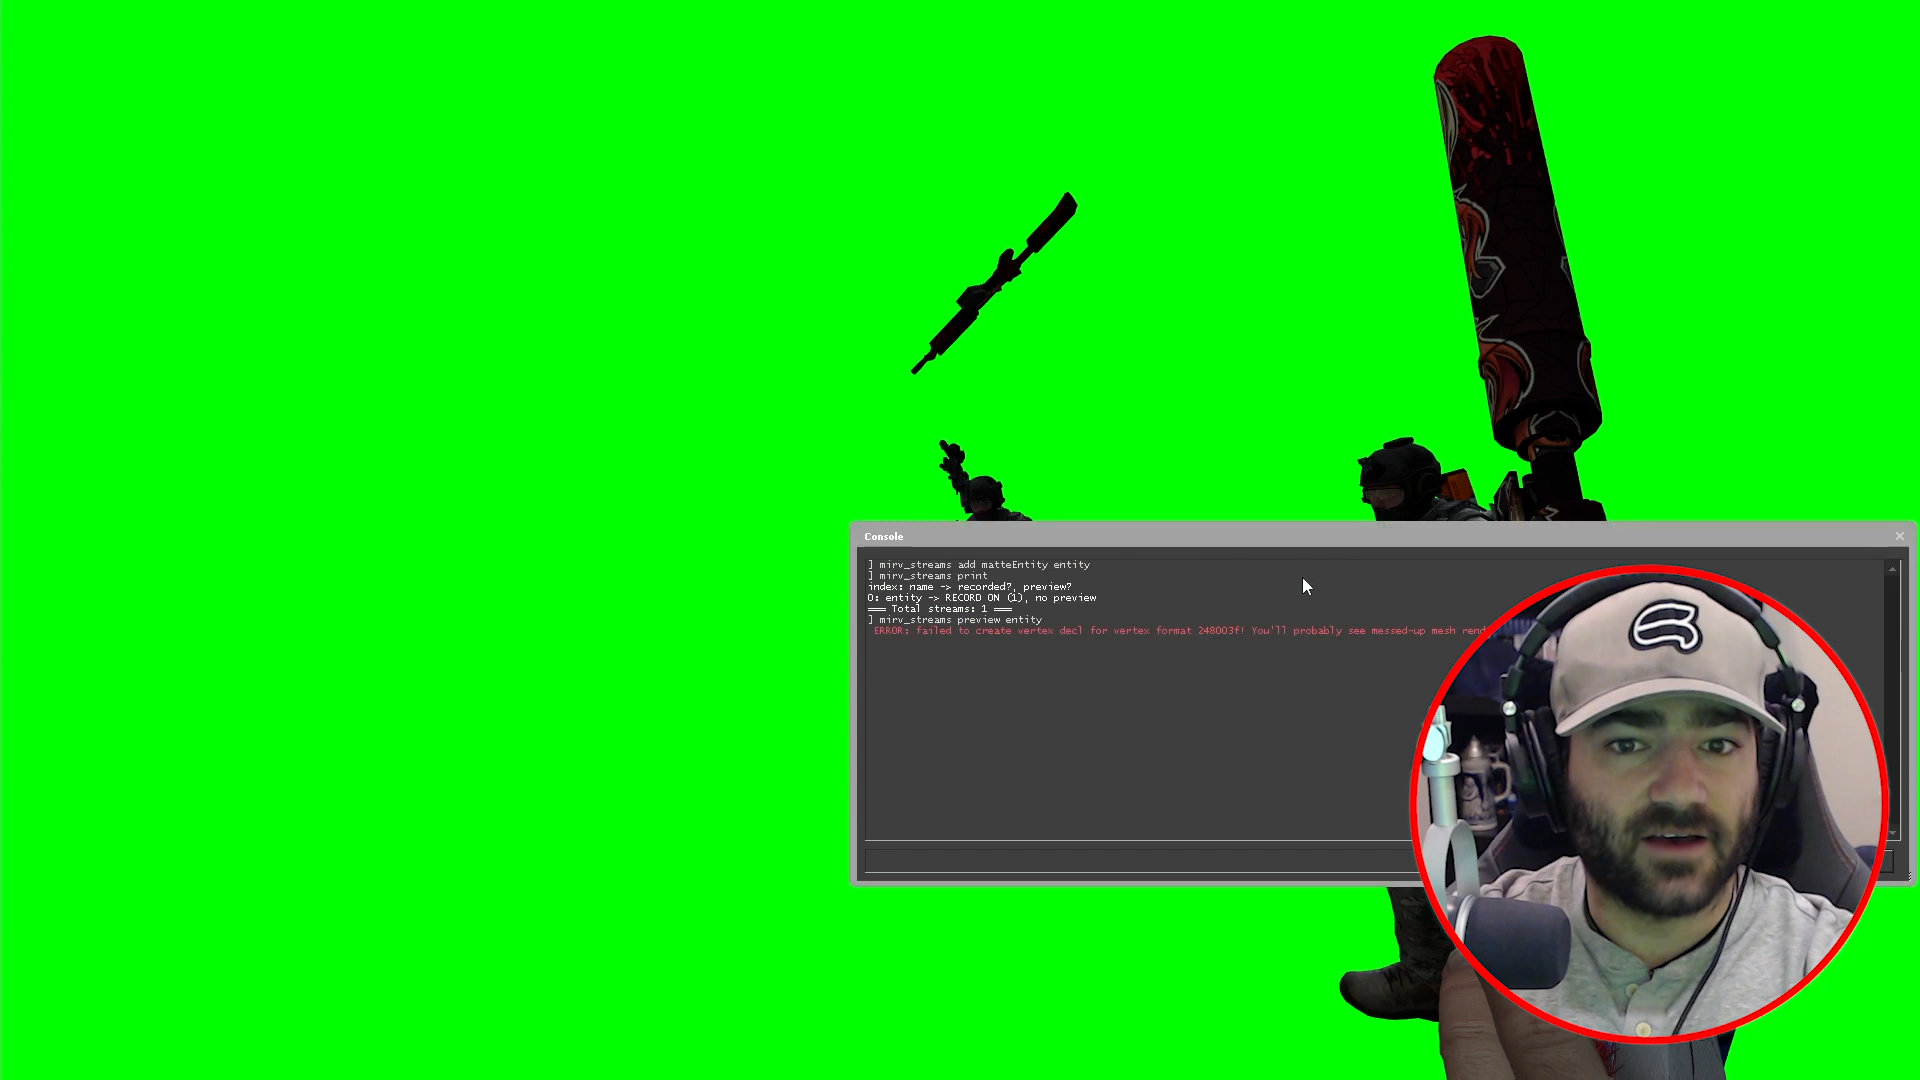 Console
] mirv_streams add matteEntity entity
] mirv_streams print
index: name -> recorded?, preview?
0: entity -> RECORD ON (1), no preview
=== Total streams: 1 ===
] mirv_streams preview entity
ERROR: failed to create vertex decl for vertex format 248003f! You'll probably see messed-up mesh rend